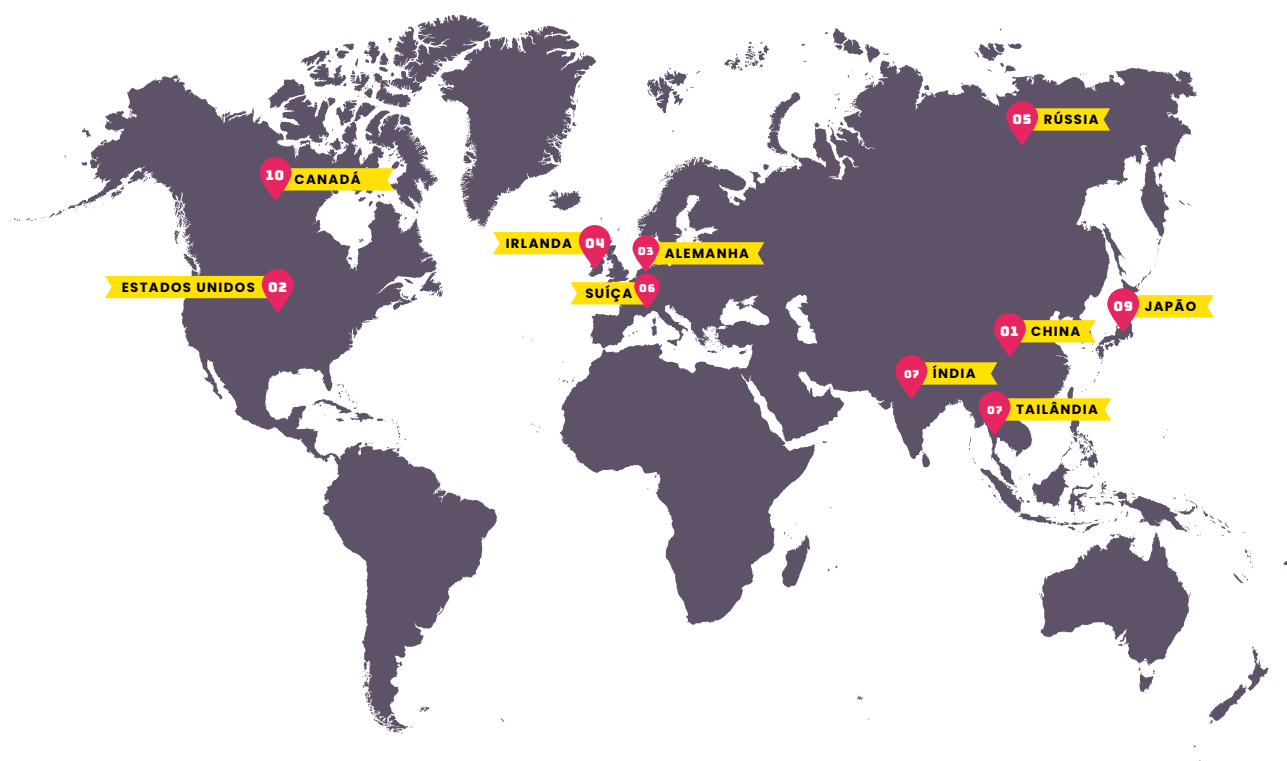 05 RÚSSIA
10 CANADÁ
IRLANDA 04
03 ALEMANHA
ESTADOS UNIDOS 02
SUÍÇA 06
09 JAPÃO
01 CHINA
07 ÍNDIA
07 TAILÂNDIA